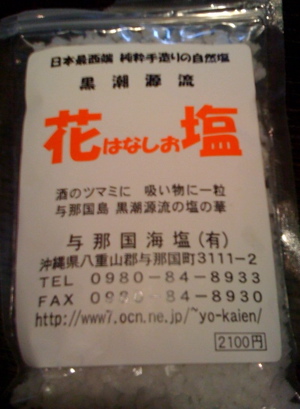 日本最西端 純粋手造りの自然塩
黒潮源流
花はなしお塩
酒のツマミに 吸い物に一粒
与那国島 黒潮源流の塩の華
与那国海塩(有)
沖縄県八重山郡与那国町3111-2
TEL 0980-84-8933
FAX 0980-84-8930
http://www7.ocn.ne.jp/~yo-kaien/
2100円